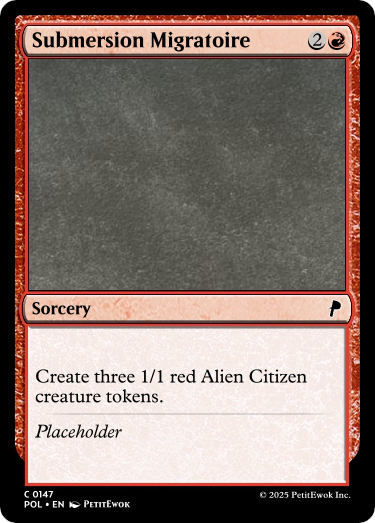 Submersion Migratoire 2
Sorcery
Create three 1/1 red Alien Citizen
creature tokens.
Placeholder
C 0147
POL • EN PetitEwok
© 2025 PetitEwok Inc.